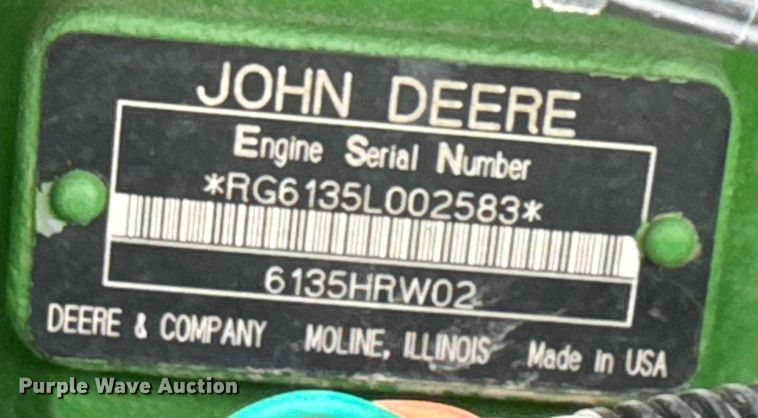 JOHN DEERE
Engine Serial Number
*RG6135L002583*
6135HRW02
DEERE & COMPANY MOLINE, ILLINOIS Made in USA
Purple Wave Auction